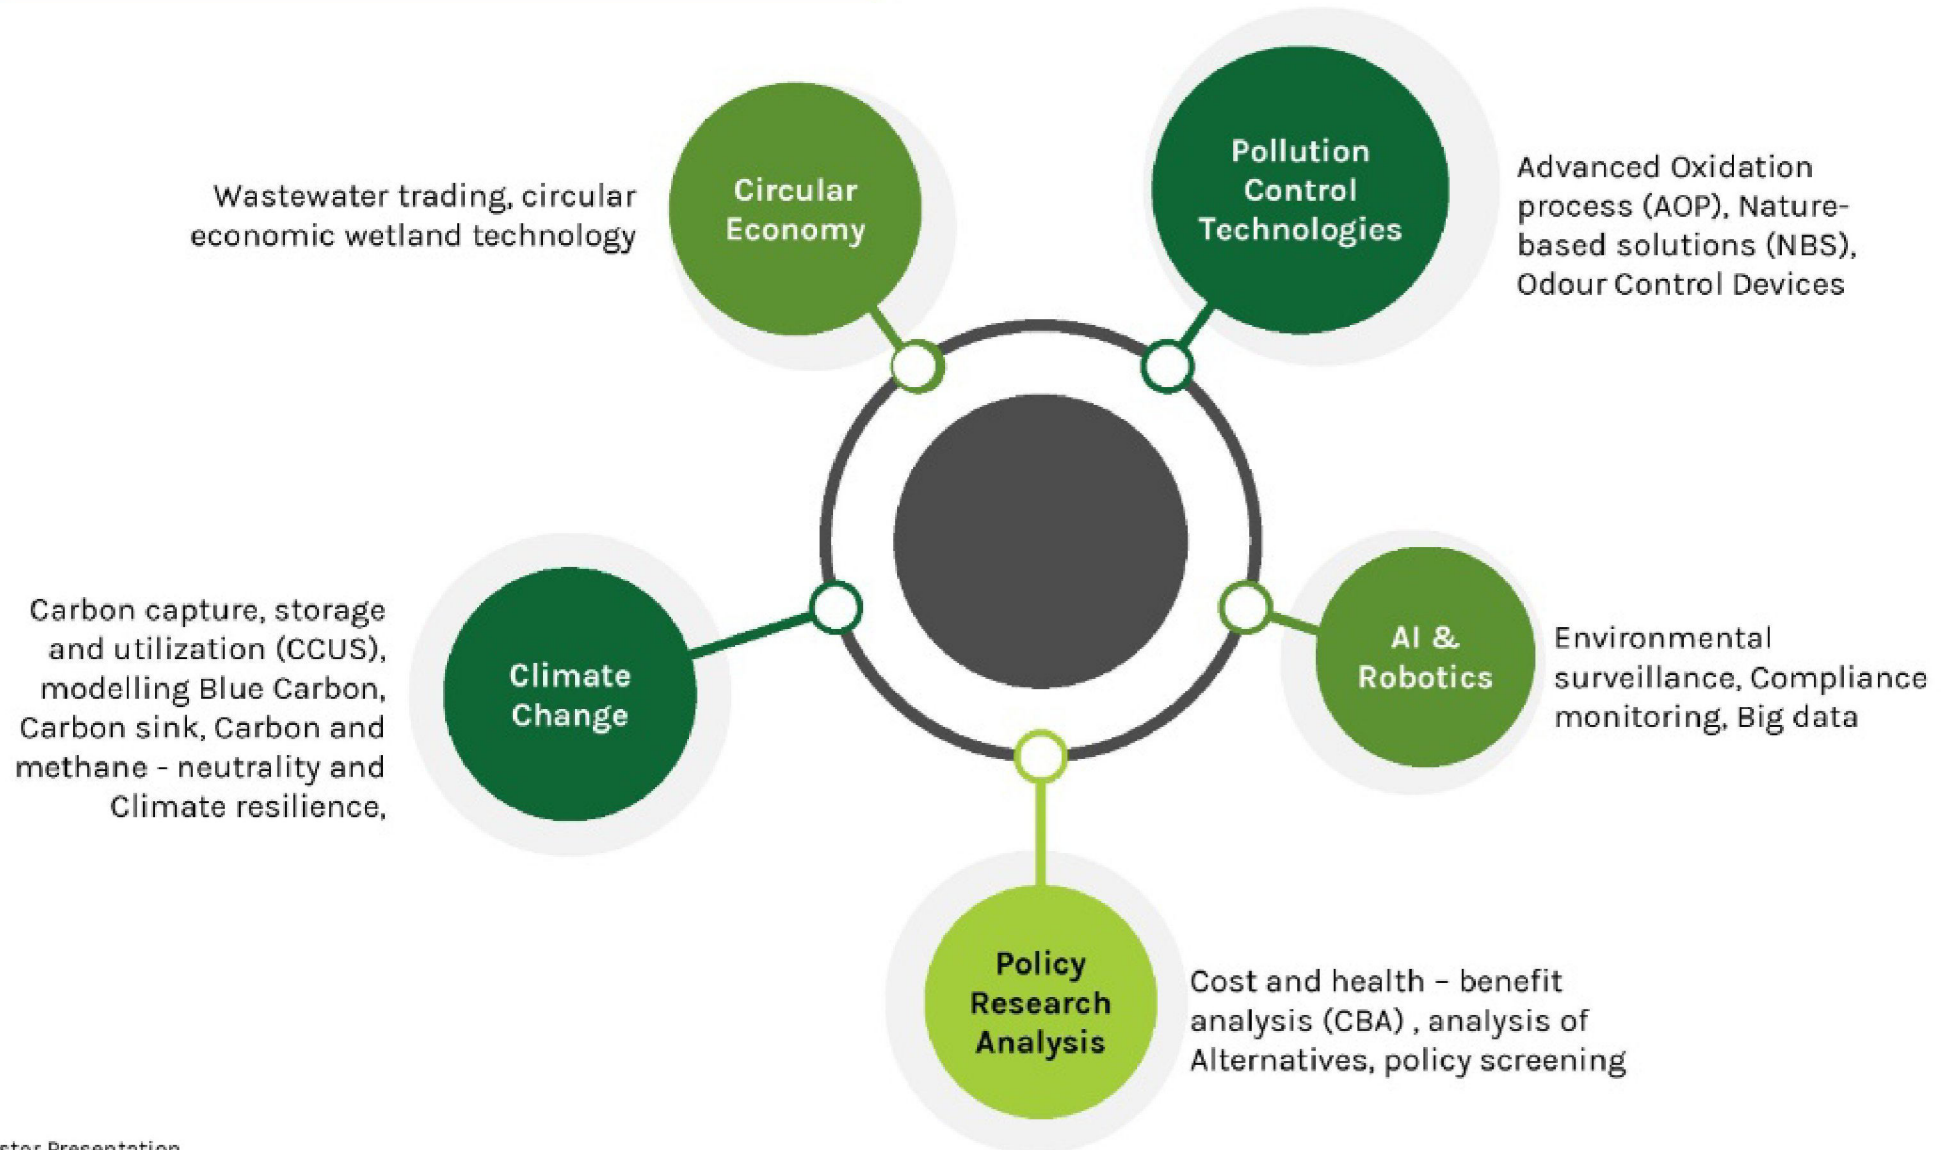 Circular
Economy
Wastewater trading, circular
economic wetland technology
Pollution
Control
Technologies
Advanced Oxidation
process (AOP), Nature-
based solutions (NBS),
Odour Control Devices
Climate
Change
Carbon capture, storage
and utilization (CCUS),
modelling Blue Carbon,
Carbon sink, Carbon and
methane - neutrality and
Climate resilience,
AI &
Robotics
Environmental
surveillance, Compliance
monitoring, Big data
Policy
Research
Analysis
Cost and health – benefit
analysis (CBA) , analysis of
Alternatives, policy screening
Presentation